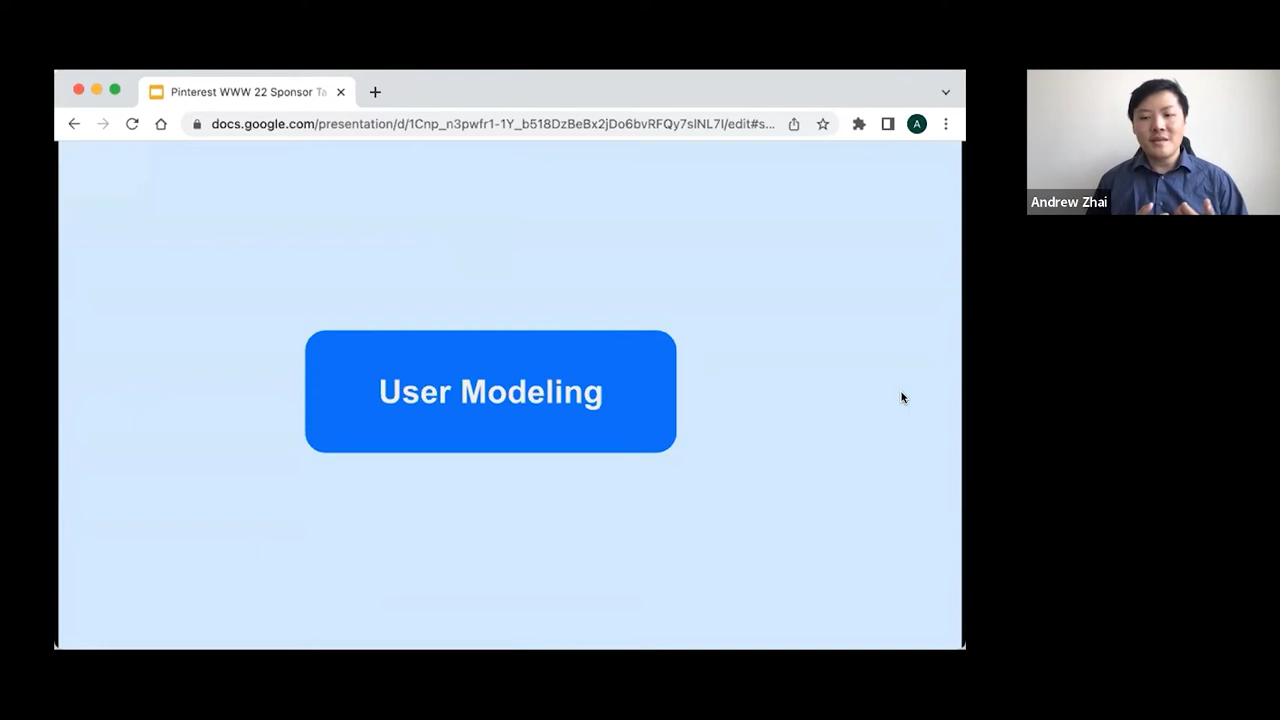 Pinterest WWW 22 Sponsor Ta
docs.google.com/presentation/d/1Cnp_n3pwfr1-1Y_b518DzBeBx2jDo6bvRFQy7slNL7I/edit#s...
A
Andrew Zhai
User Modeling